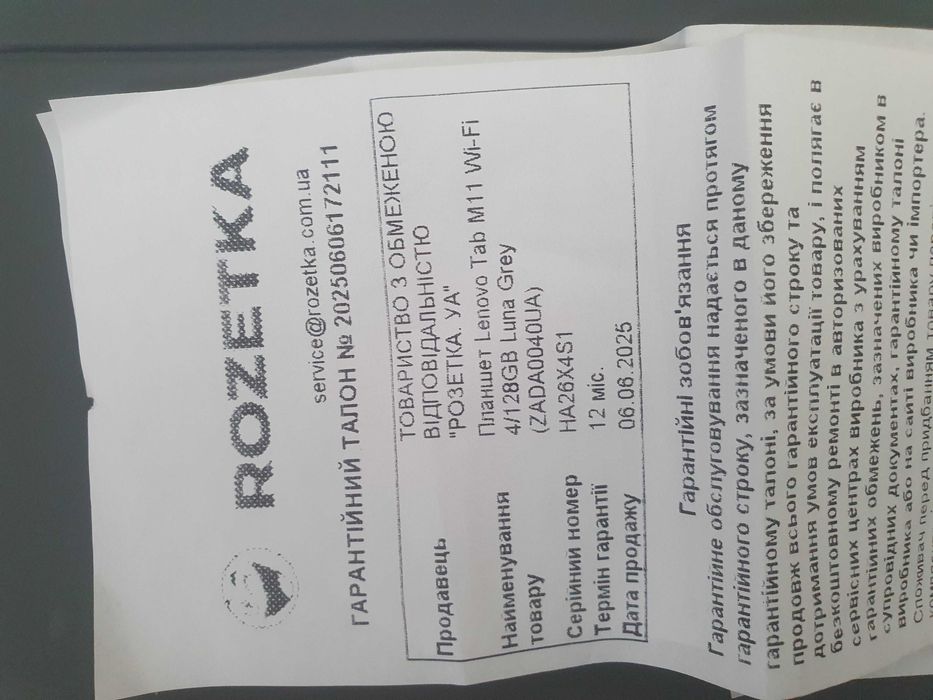 ROZETKA
service@rozetka.com.ua
ГАРАНТІЙНИЙ ТАЛОН № 20250606172111
Продавець
ТОВАРИСТВО З ОБМЕЖЕНОЮ
ВІДПОВІДАЛЬНІСТЮ
"РОЗЕТКА. УА"
Найменування
товару
Планшет Lenovo Tab M11 Wi-Fi
4/128GB Luna Grey
(ZADA0040UA)
Серійний номер HA26X4S1
Термін гарантії 12 міс.
Дата продажу 06.06.2025
Гарантійні зобов'язання
Гарантійне обслуговування надається протягом
гарантійного строку, зазначеного в даному
гарантійному талоні, за умови його збереження
продовж всього гарантійного строку та
дотримання умов експлуатації товару, і полягає в
безкоштовному ремонті в авторизованих
сервісних центрах виробника з урахуванням
гарантійних обмежень, зазначених виробником в
супровідних документах, гарантійному талоні
виробника або на сайті виробника чи імпортера.
Споживач перед придбанням товару